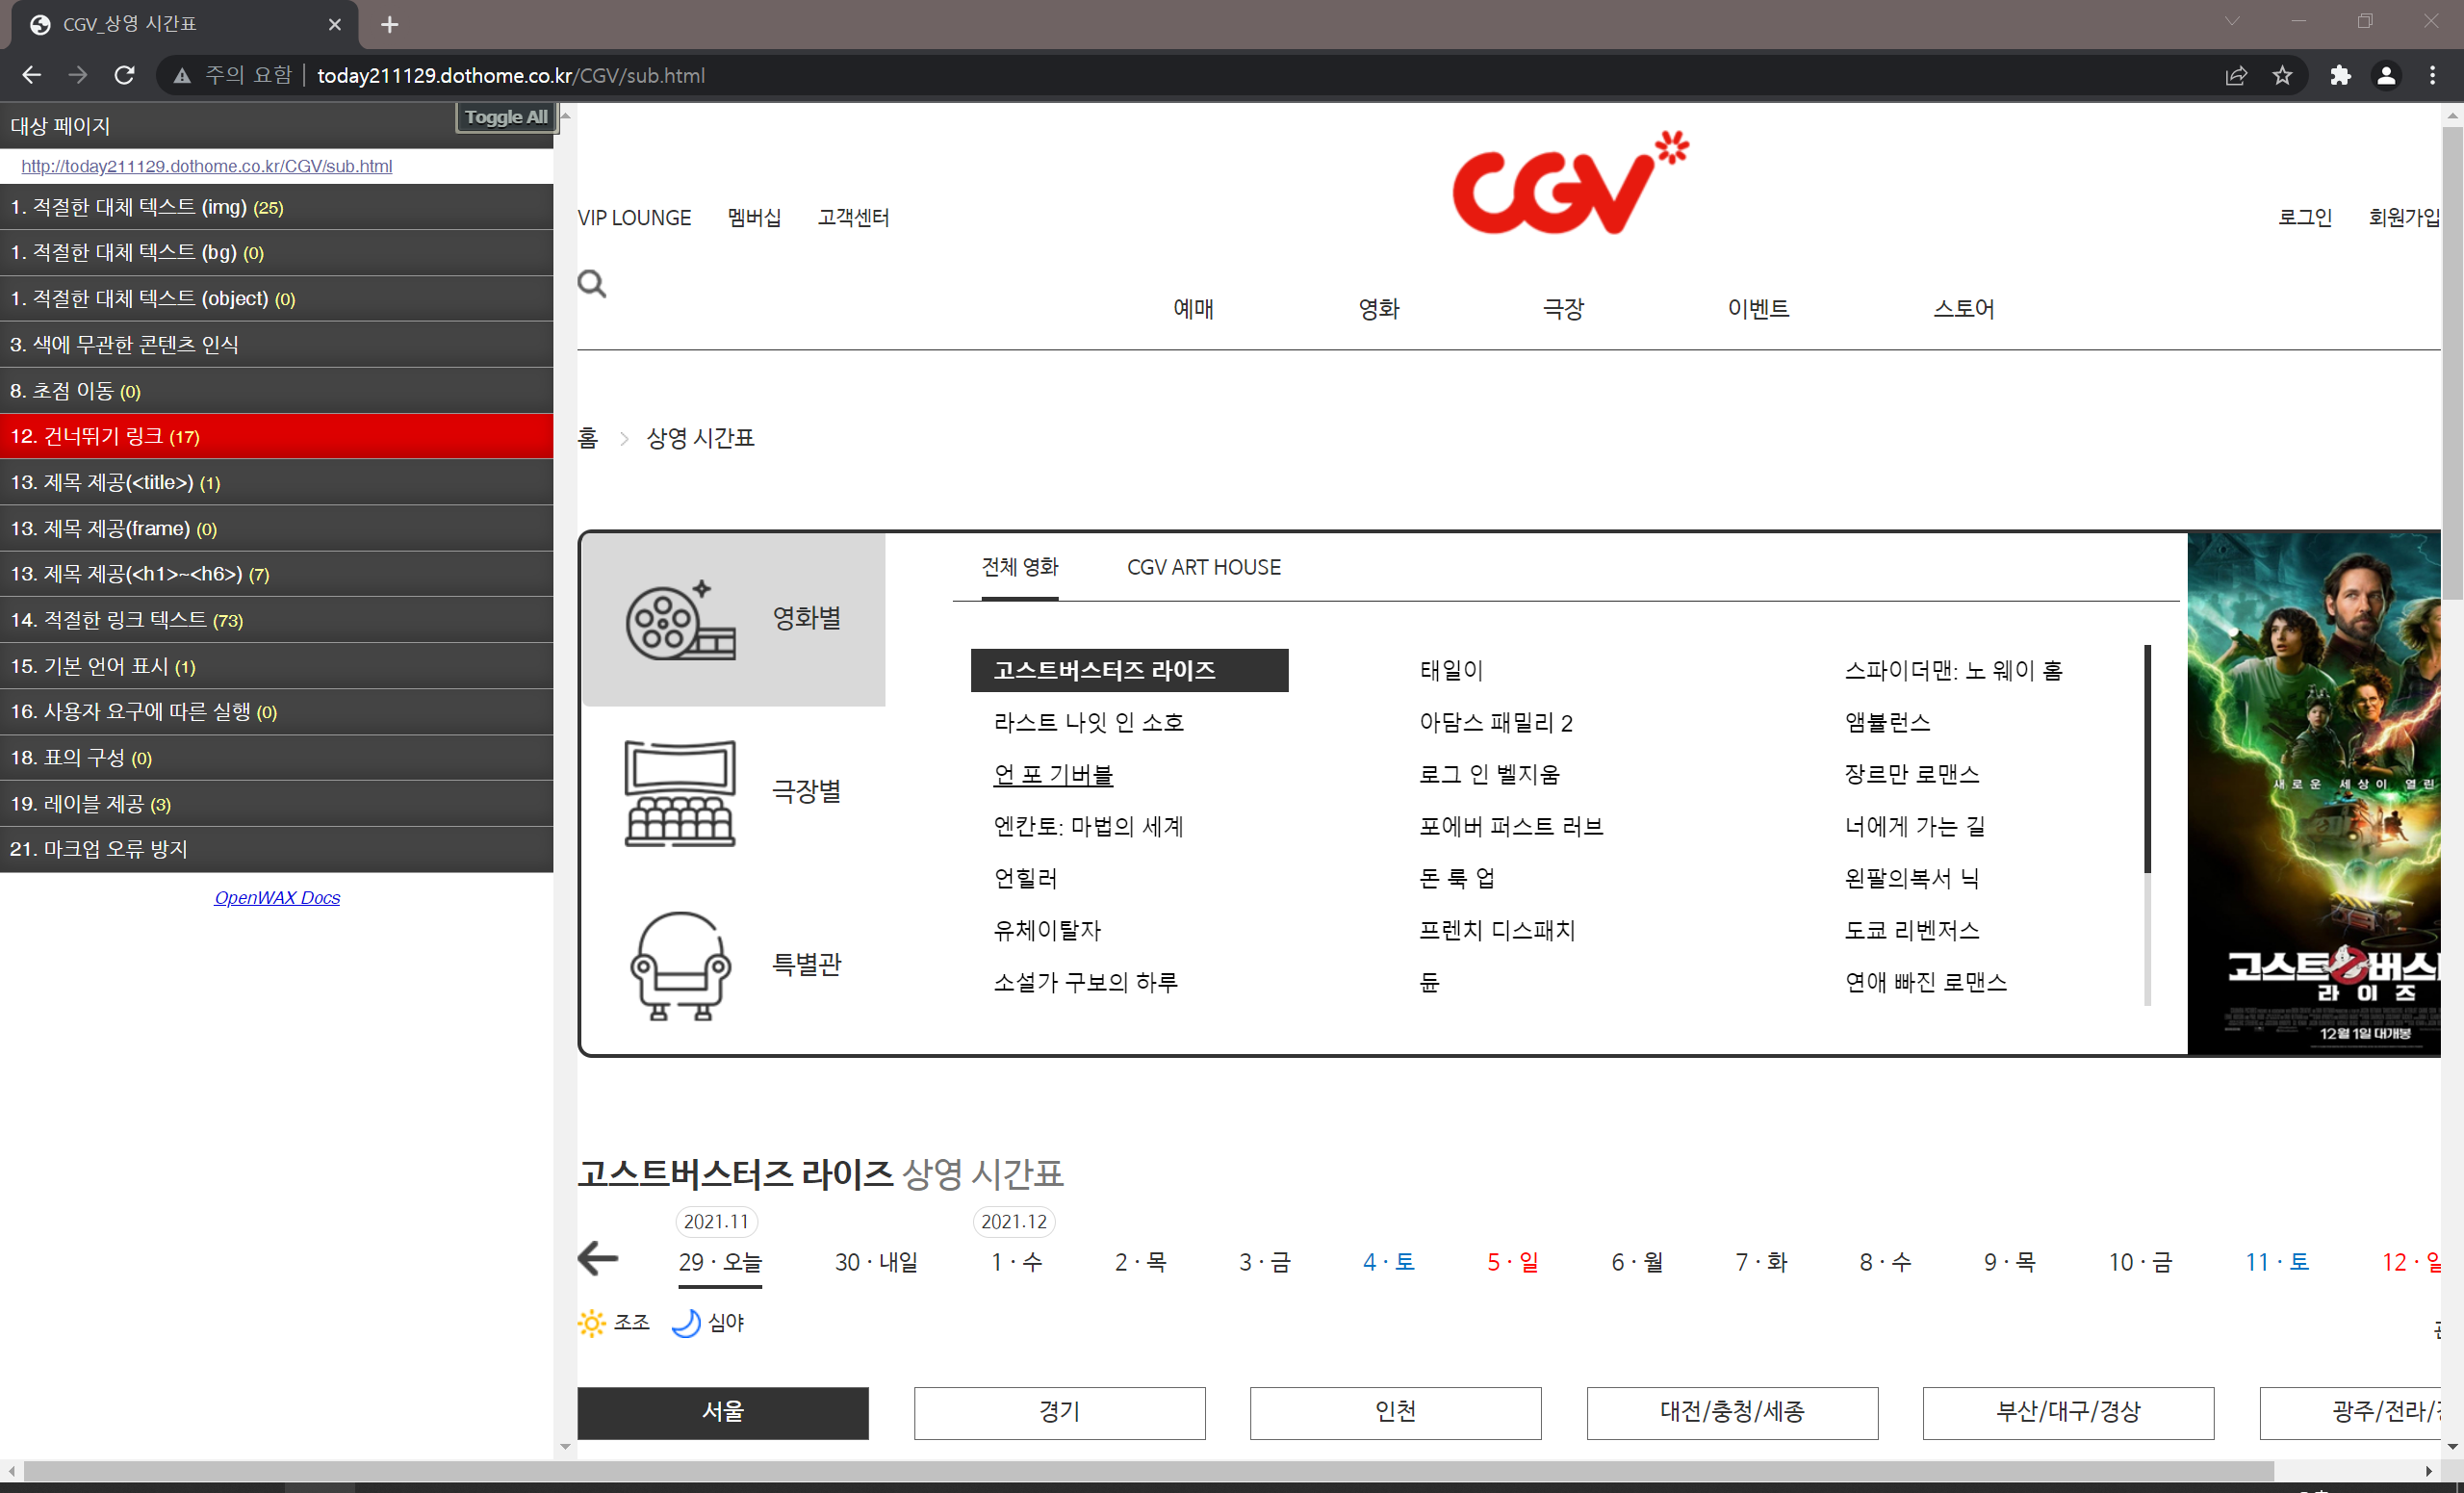 CGV_상영 시간표
주의 요함 today211129.dothome.co.kr/CGV/sub.html
대상 페이지
Toggle All
http://today211129.dothome.co.kr/CGV/sub.html
1. 적절한 대체 텍스트 (img) (25)
1. 적절한 대체 텍스트 (bg) (0)
1. 적절한 대체 텍스트 (object) (0)
3. 색에 무관한 콘텐츠 인식
8. 초점 이동 (0)
12. 건너뛰기 링크 (17)
13. 제목 제공(<title>) (1)
13. 제목 제공(frame) (0)
13. 제목 제공(<h1>~<h6>) (7)
14. 적절한 링크 텍스트 (73)
15. 기본 언어 표시 (1)
16. 사용자 요구에 따른 실행 (0)
18. 표의 구성 (0)
19. 레이블 제공 (3)
21. 마크업 오류 방지
OpenWAX Docs
CGV
VIP LOUNGE 멤버십 고객센터
로그인 회원가입
예매 영화 극장 이벤트 스토어
홈 > 상영 시간표
영화별
극장별
특별관
전체 영화 CGV ART HOUSE
고스트버스터즈 라이즈 태일이 스파이더맨: 노 웨이 홈
라스트 나잇 인 소호 아담스 패밀리 2 앰뷸런스
언 포 기버블 로그 인 벨지움 장르만 로맨스
엔칸토: 마법의 세계 포에버 퍼스트 러브 너에게 가는 길
언힐러 돈 룩 업 왼팔의복서 닉
유체이탈자 프렌치 디스패치 도쿄 리벤저스
소설가 구보의 하루 듄 연애 빠진 로맨스
새로운 세상이 열린
고스트버스
라이즈
12월 1일 대개봉
고스트버스터즈 라이즈 상영 시간표
2021.11 2021.12
29 · 오늘 30 · 내일 1 · 수 2 · 목 3 · 금 4 · 토 5 · 일 6 · 월 7 · 화 8 · 수 9 · 목 10 · 금 11 · 토 12 · 일
조조 심야
서울 경기 인천 대전/충청/세종 부산/대구/경상 광주/전라/